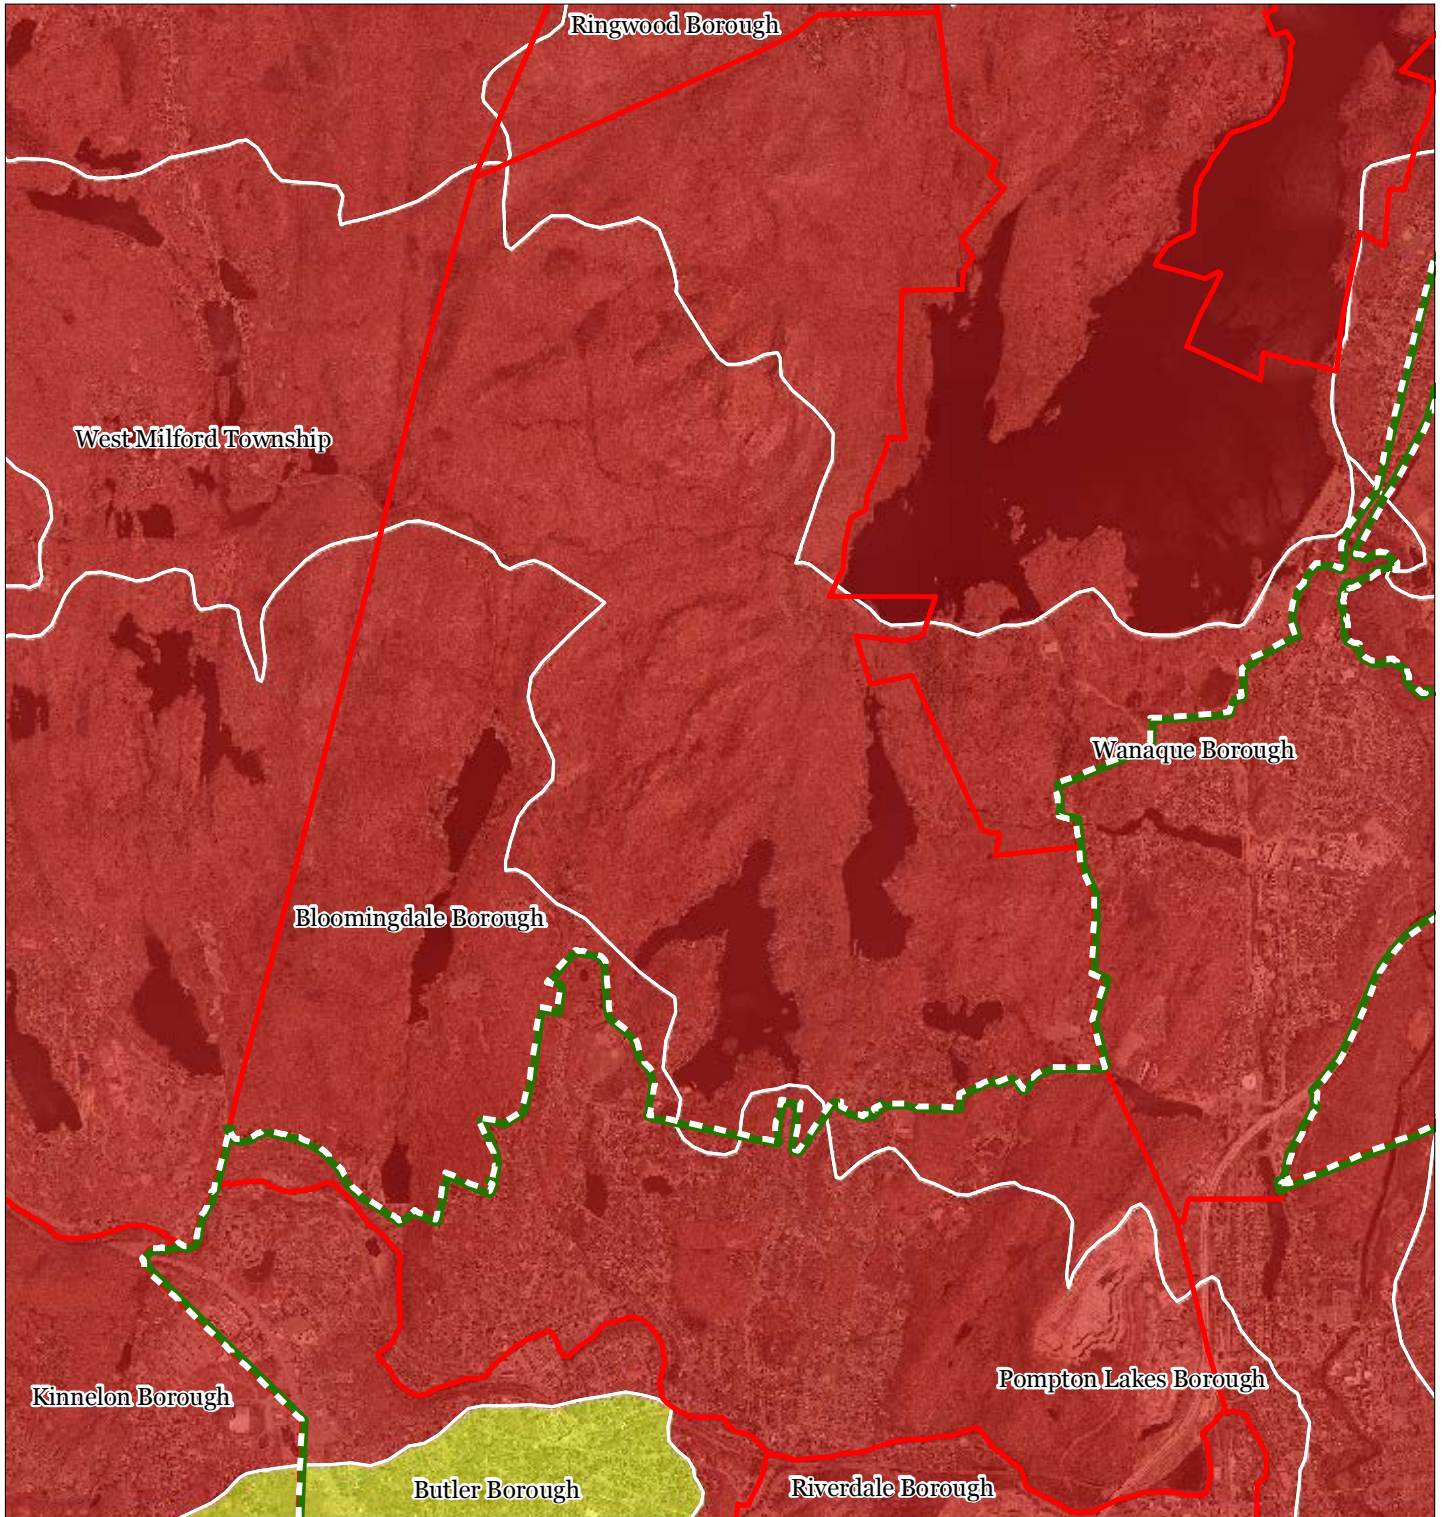 Ringwood Borough
West Milford Township
Wanaque Borough
Bloomingdale Borough
Pompton Lakes Borough
Kinnelon Borough
Butler Borough
Riverdale Borough